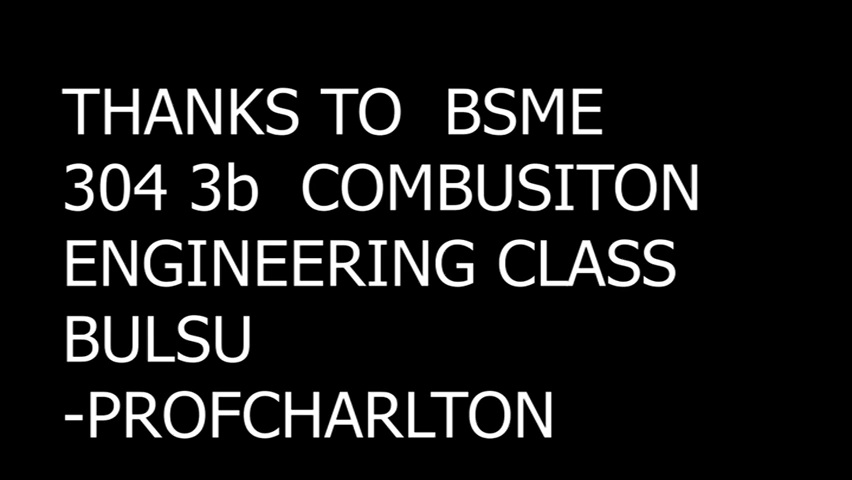 THANKS TO  BSME
304 3b  COMBUSITON
ENGINEERING CLASS
BULSU
-PROFCHARLTON